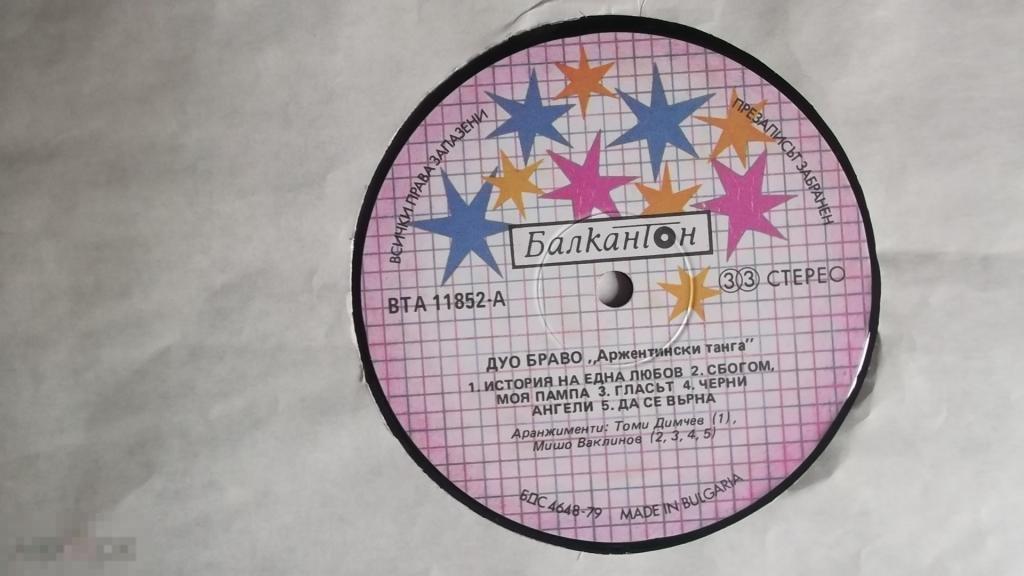 ВСИЧКИ ПРАВА ЗАПАЗЕНИ
ПРЕЗАПИСЪТ ЗАБРАНЕН
Балкантон
ВТА 11852-А
33 СТЕРЕО
ДУО БРАВО „Аржентински танга"
1. ИСТОРИЯ НА ЕДНА ЛЮБОВ 2. СБОГОМ,
МОЯ ПАМПА 3. ГЛАСЪТ 4. ЧЕРНИ
АНГЕЛИ 5. ДА СЕ ВЪРНА
Аранжименти: Томи Димчев (1),
Мишо Ваклинов (2, 3, 4, 5)
БДС 4648-79 MADE IN BULGARIA